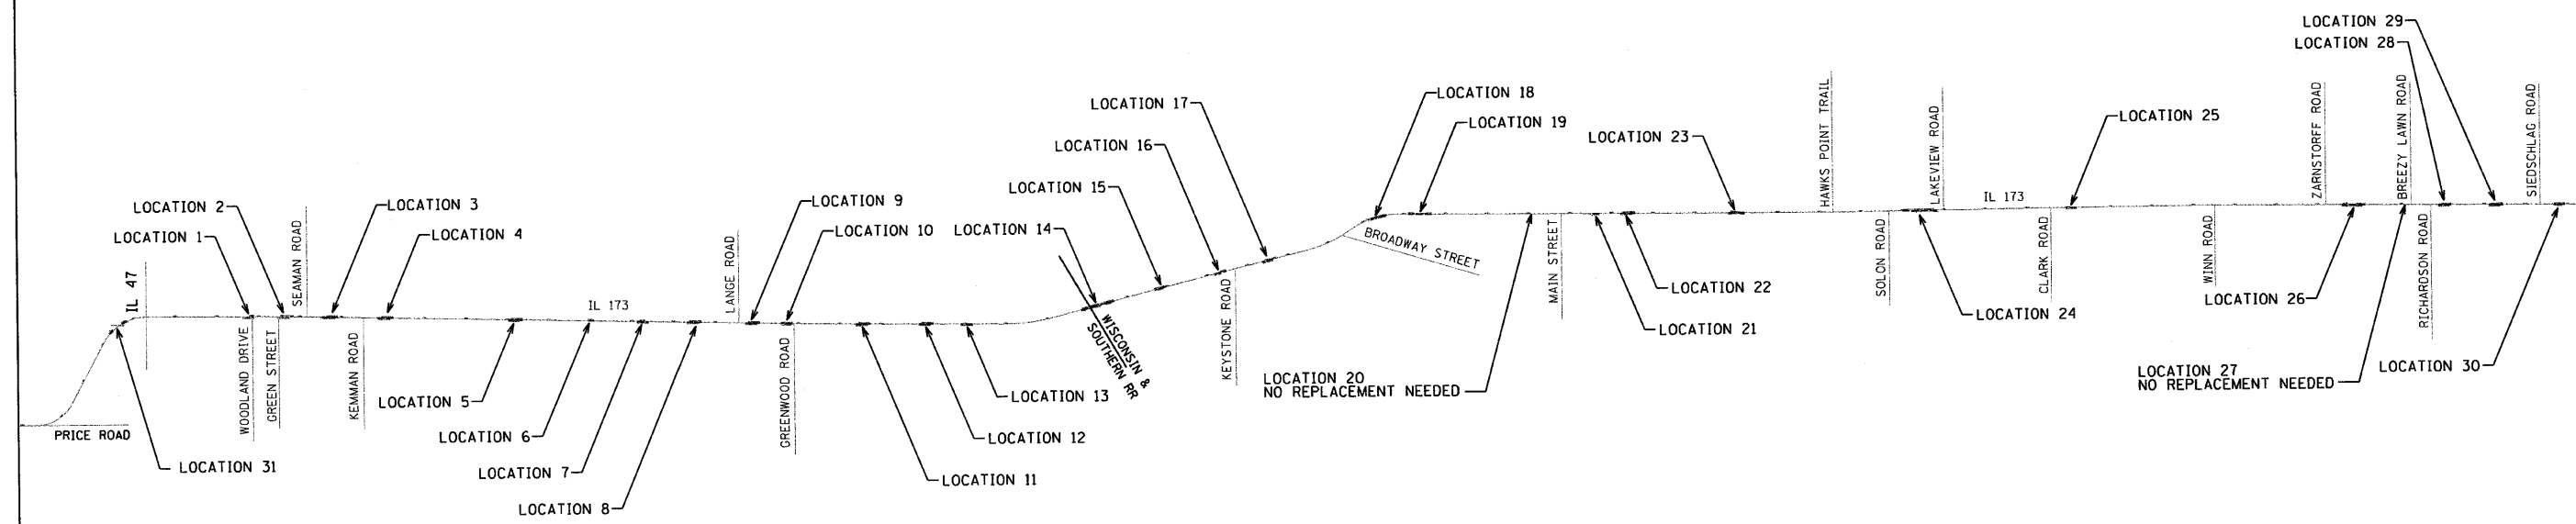 LOCATION 29
LOCATION 28
LOCATION 18
LOCATION 17
LOCATION 19
LOCATION 25
LOCATION 23
LOCATION 16
LOCATION 15
HAWKS POINT TRAIL
LAKEVIEW ROAD
ZARNSTORFF ROAD
BREEZY LAWN ROAD
SIEDSCHLAG ROAD
IL 173
LOCATION 2
LOCATION 3
LOCATION 9
LOCATION 1
LOCATION 4
LOCATION 10
LOCATION 14
SEAMAN ROAD
LANGE ROAD
IL 47
IL 173
BROADWAY STREET
MAIN STREET
SOLON ROAD
CLARK ROAD
WINN ROAD
RICHARDSON ROAD
LOCATION 22
LOCATION 21
LOCATION 24
LOCATION 26
WOODLAND DRIVE
GREEN STREET
KEMMAN ROAD
GREENWOOD ROAD
WISCONSIN &
SOUTHERN RR
KEYSTONE ROAD
LOCATION 20
NO REPLACEMENT NEEDED
LOCATION 27
NO REPLACEMENT NEEDED
LOCATION 30
LOCATION 5
LOCATION 13
PRICE ROAD
LOCATION 6
LOCATION 12
LOCATION 31
LOCATION 7
LOCATION 11
LOCATION 8